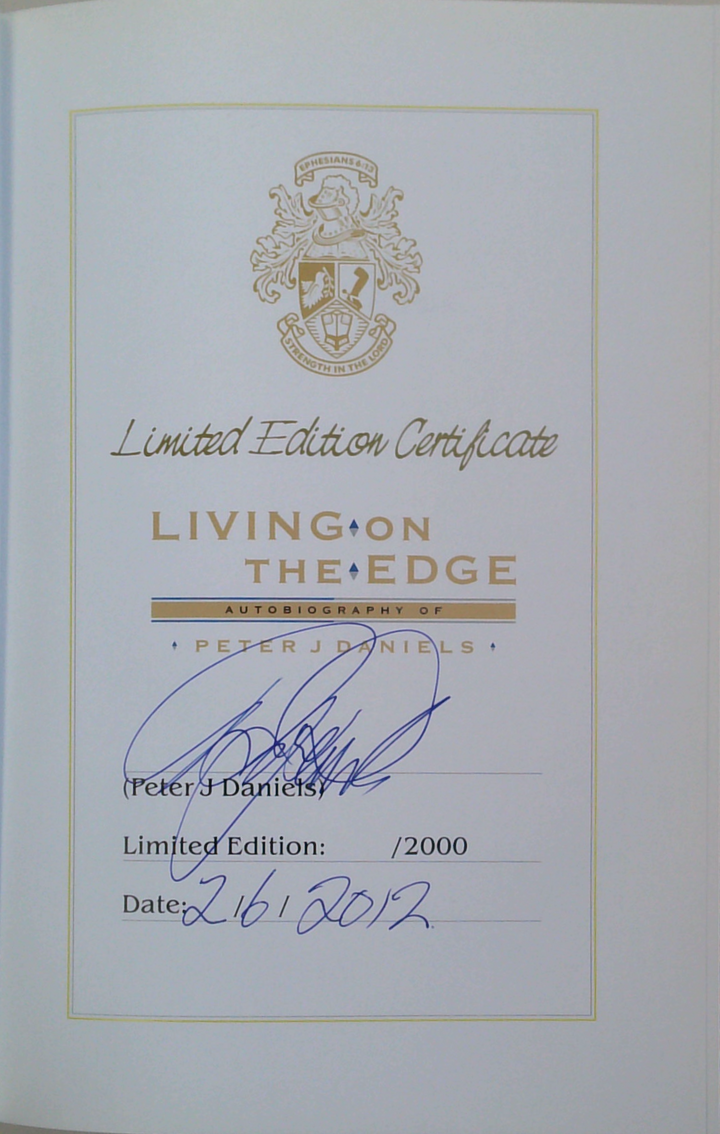 EPHESIANS 6:13
STRENGTH IN THE LORD
Limited Edition Certificate
LIVING ON
THE EDGE
AUTOBIOGRAPHY OF
PETER J DANIELS
(Peter J Daniels)
Limited Edition: /2000
Date: 2/6/2012